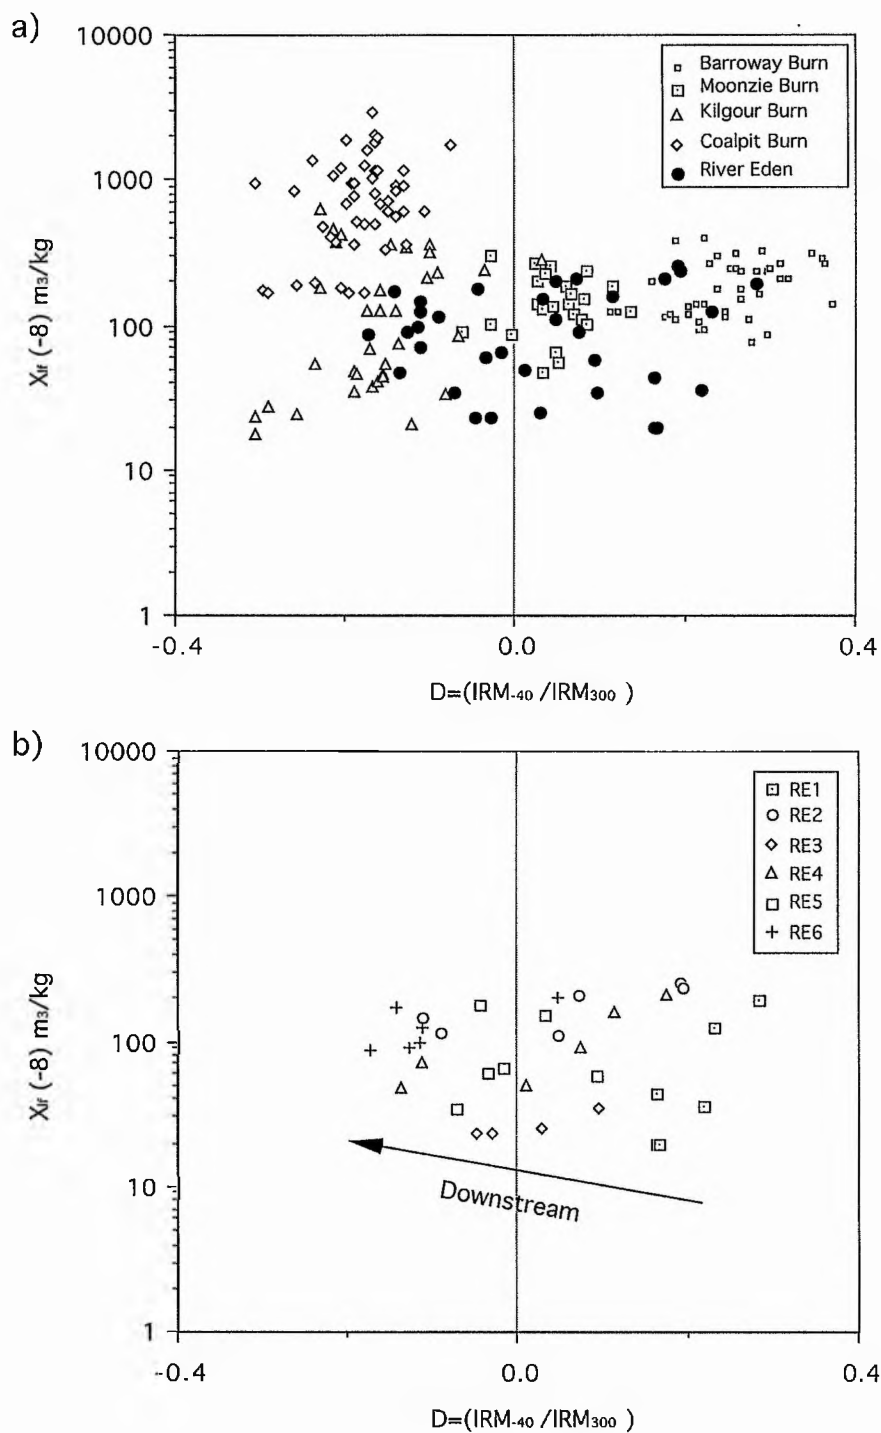 a)
10000
1000
100
10
1
Xlf (-8) m3/kg
-0.4
0.0
0.4
D=(IRM-40 /IRM300 )
Barroway Burn
Moonzie Burn
Kilgour Burn
Coalpit Burn
River Eden
b)
10000
1000
100
10
1
Xlf (-8) m3/kg
-0.4
0.0
0.4
D=(IRM-40 /IRM300 )
RE1
RE2
RE3
RE4
RE5
RE6
Downstream